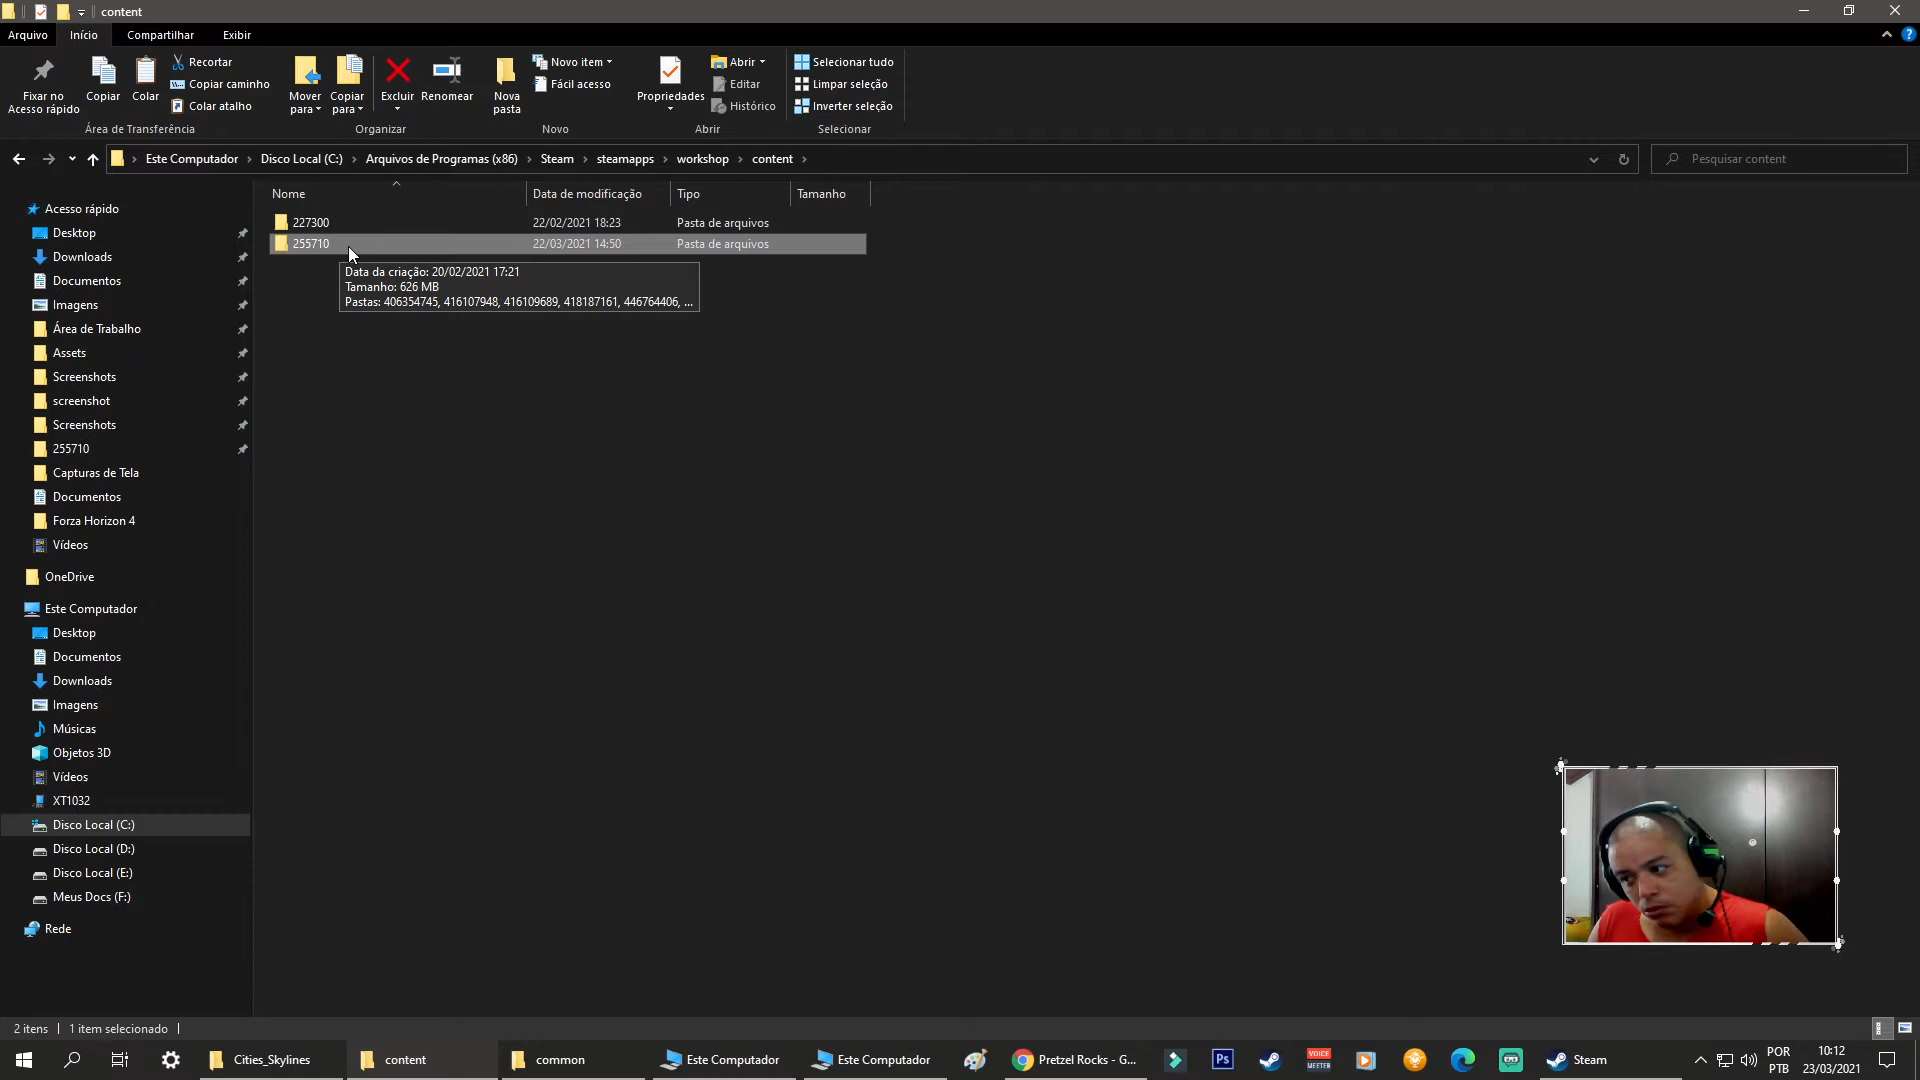 content
Arquivo Início Compartilhar Exibir
Fixar no Acesso rápido
Copiar
Colar
Recortar
Copiar caminho
Colar atalho
Área de Transferência
Mover para
Copiar para
Excluir
Renomear
Organizar
Nova pasta
Novo item
Fácil acesso
Novo
Propriedades
Abrir
Editar
Histórico
Abrir
Selecionar tudo
Limpar seleção
Inverter seleção
Selecionar
Este Computador › Disco Local (C:) › Arquivos de Programas (x86) › Steam › steamapps › workshop › content ›
Pesquisar content
Nome Data de modificação Tipo Tamanho
227300 22/02/2021 18:23 Pasta de arquivos
255710 22/03/2021 14:50 Pasta de arquivos
Data da criação: 20/02/2021 17:21
Tamanho: 626 MB
Pastas: 406354745, 416107948, 416109689, 418187161, 446764406, ...
Acesso rápido
Desktop
Downloads
Documentos
Imagens
Área de Trabalho
Assets
Screenshots
screenshot
Screenshots
255710
Capturas de Tela
Documentos
Forza Horizon 4
Vídeos
OneDrive
Este Computador
Desktop
Documentos
Downloads
Imagens
Músicas
Objetos 3D
Vídeos
XT1032
Disco Local (C:)
Disco Local (D:)
Disco Local (E:)
Meus Docs (F:)
Rede
2 itens 1 item selecionado
Cities_Skylines content common Este Computador Este Computador Pretzel Rocks - G... Ps VOICE MEETER Steam
POR PTB
10:12
23/03/2021